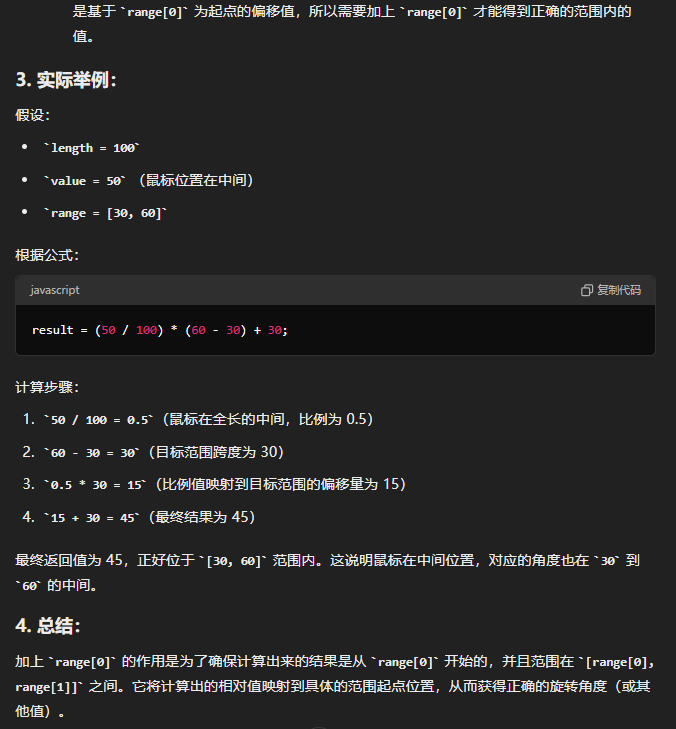 是基于 `range[0]` 为起点的偏移值，所以需要加上 `range[0]` 才能得到正确的范围内的
值。
3. 实际举例：
假设：
• `length = 100`
• `value = 50` （鼠标位置在中间）
• `range = [30, 60]`
根据公式：
javascript 复制代码
result = (50 / 100) * (60 - 30) + 30;
计算步骤：
1. `50 / 100 = 0.5`（鼠标在全长的中间，比例为 0.5）
2. `60 - 30 = 30`（目标范围跨度为 30）
3. `0.5 * 30 = 15`（比例值映射到目标范围的偏移量为 15）
4. `15 + 30 = 45`（最终结果为 45）
最终返回值为 45，正好位于 `[30, 60]` 范围内。这说明鼠标在中间位置，对应的角度也在 `30` 到
`60` 的中间。
4. 总结：
加上 `range[0]` 的作用是为了确保计算出来的结果是从 `range[0]` 开始的，并且范围在 `[range[0],
range[1]]` 之间。它将计算出的相对值映射到具体的范围起点位置，从而获得正确的旋转角度（或其
他值）。